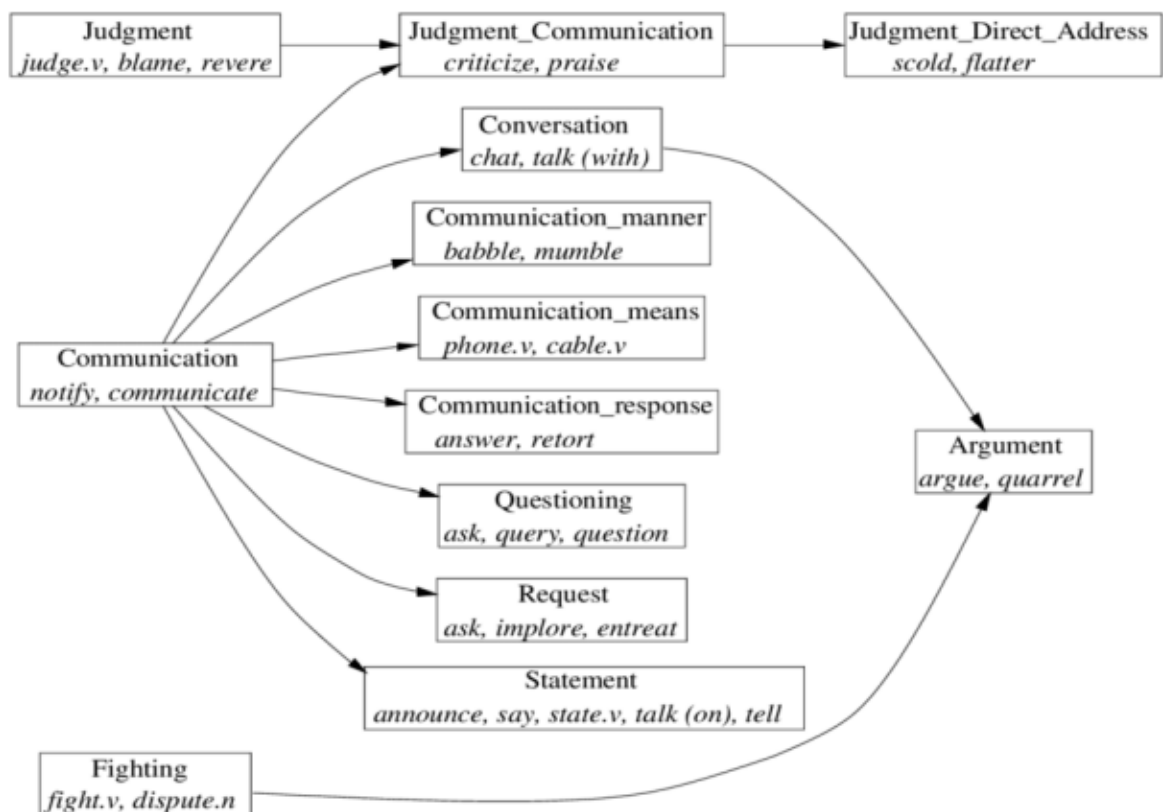 Judgment
judge.v, blame, revere
Judgment_Communication
criticize, praise
Judgment_Direct_Address
scold, flatter
Conversation
chat, talk (with)
Communication_manner
babble, mumble
Communication_means
phone.v, cable.v
Communication
notify, communicate
Communication_response
answer, retort
Argument
argue, quarrel
Questioning
ask, query, question
Request
ask, implore, entreat
Statement
announce, say, state.v, talk (on), tell
Fighting
fight.v, dispute.n